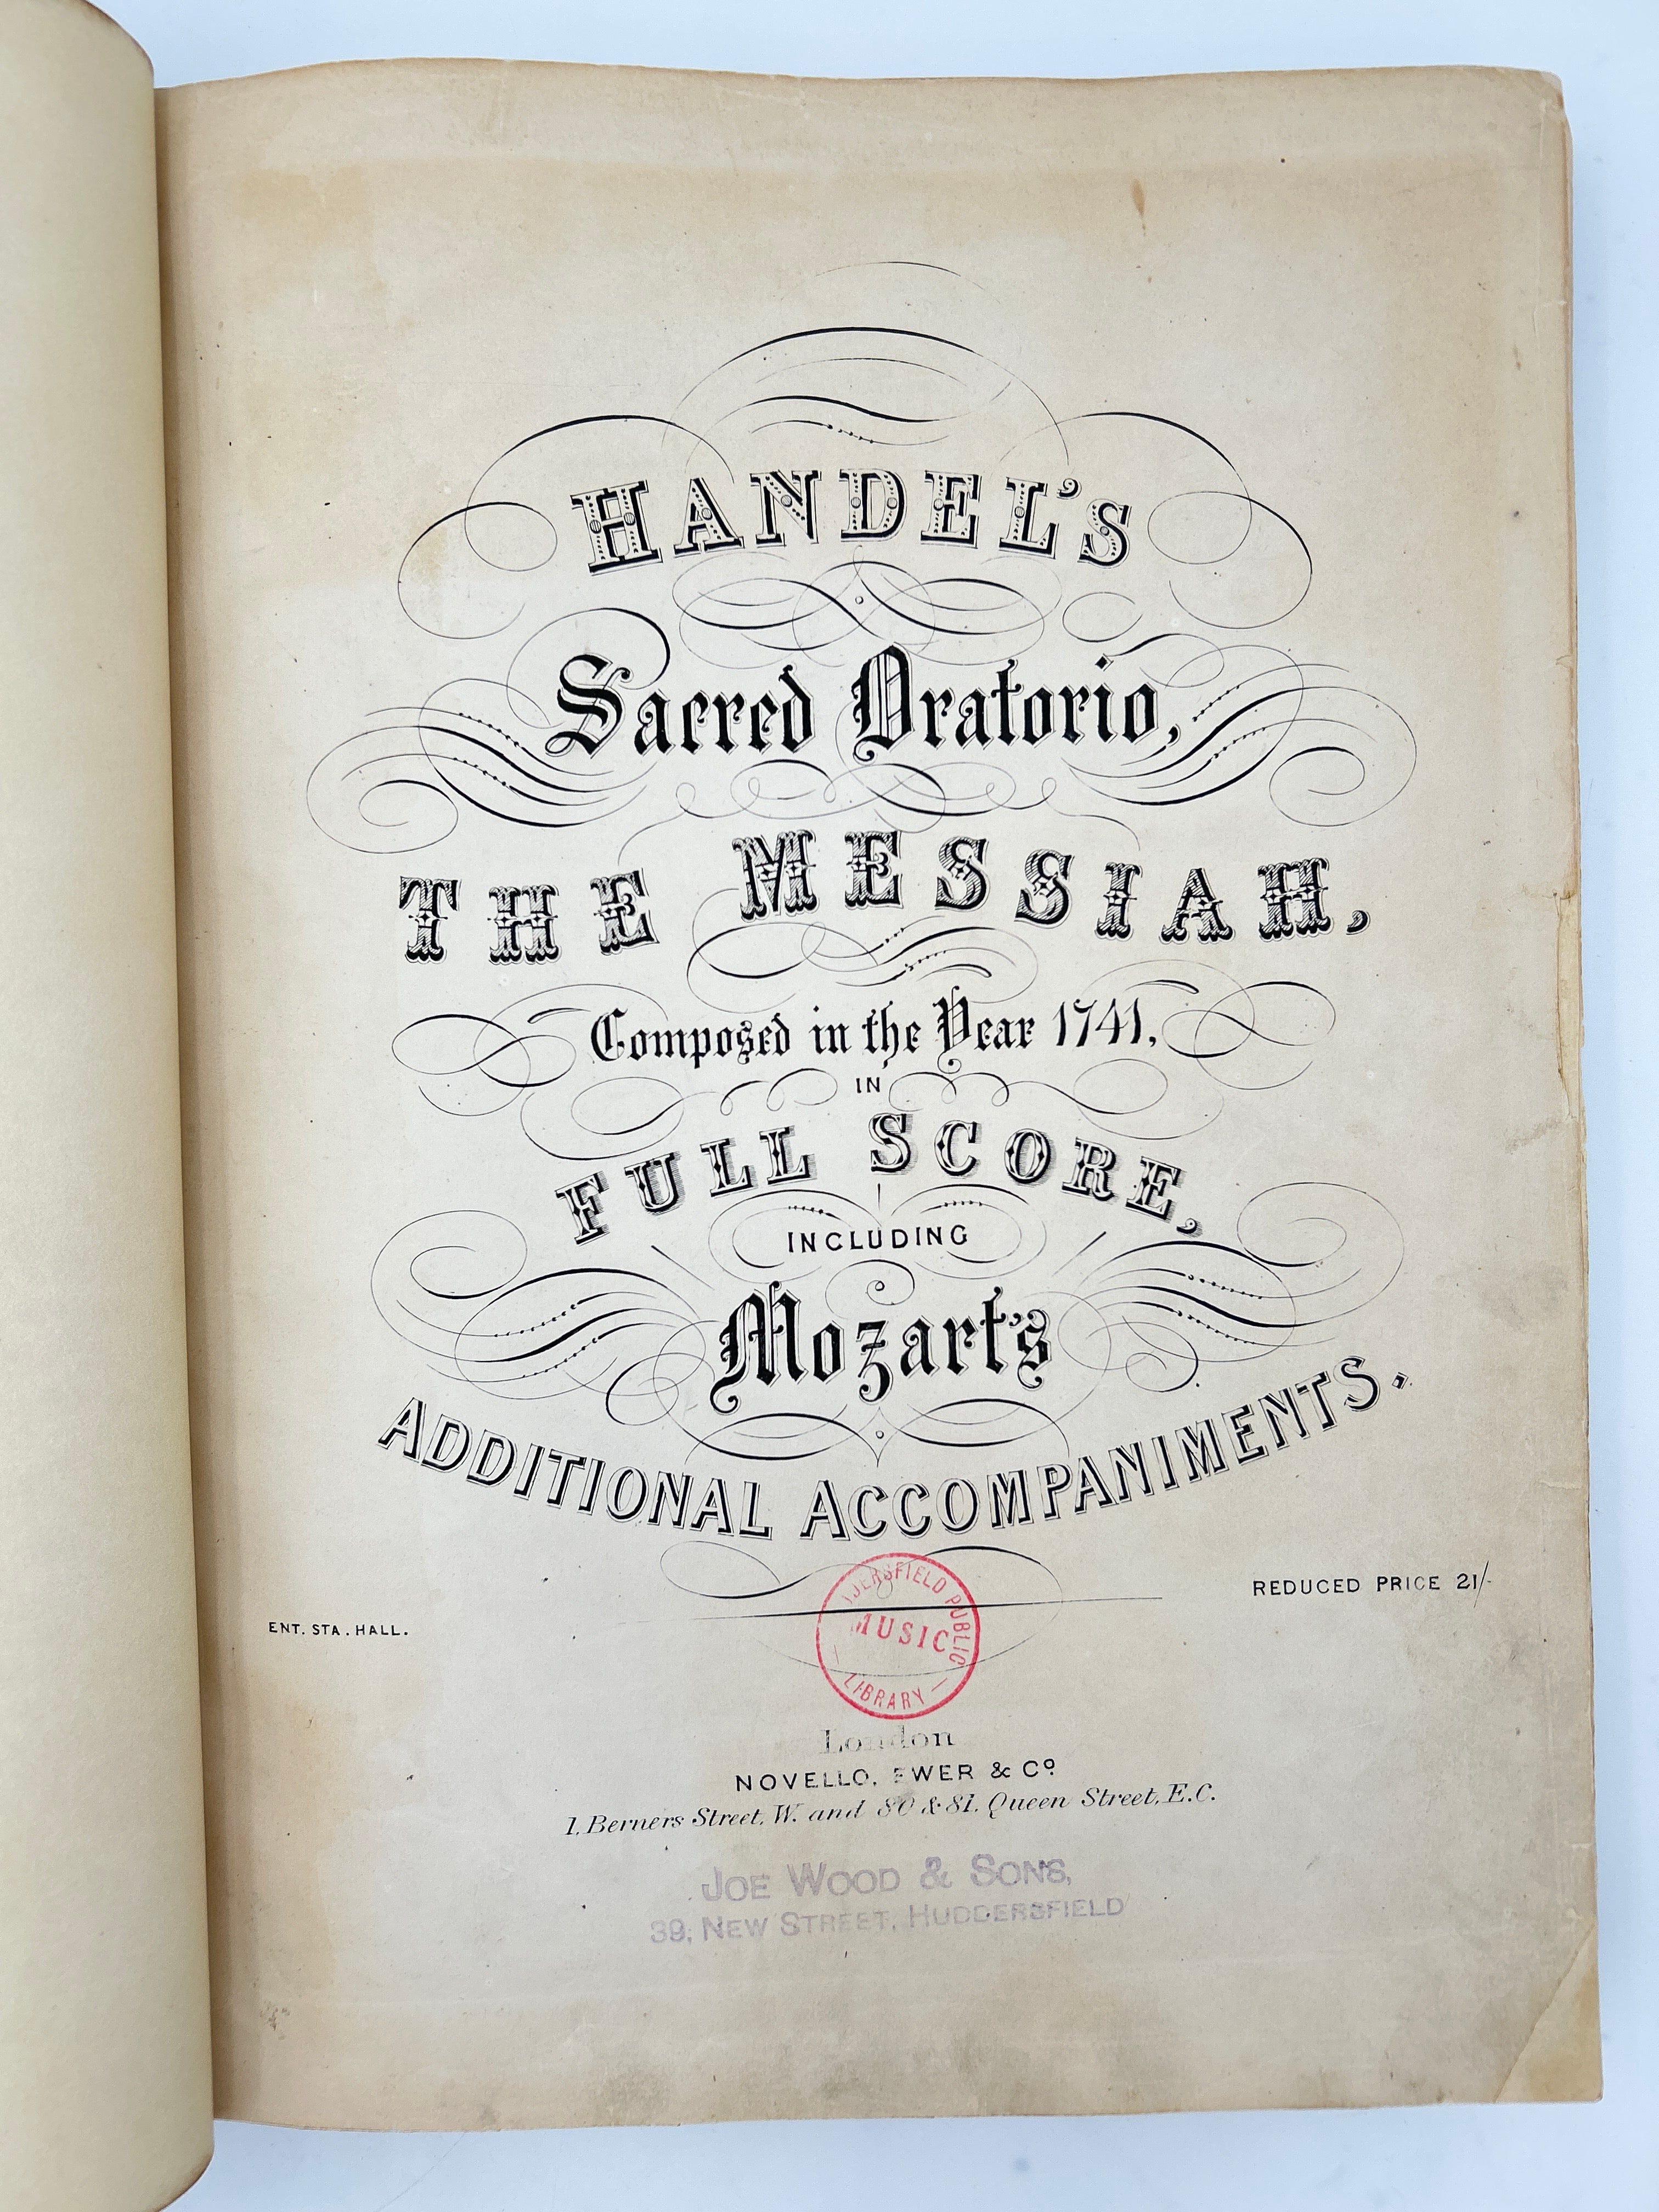 HANDEL'S
Sacred Oratorio,
THE MESSIAH,
Composed in the Year 1741,
IN
FULL SCORE,
INCLUDING
Mozart's
ADDITIONAL ACCOMPANIMENTS.
REDUCED PRICE 21/-
ENT. STA. HALL.
DERSFIELD PUBLIC
MUSIC
LIBRARY
London
NOVELLO, EWER & Co
1, Berners Street, W. and 80 & 81, Queen Street, E.C.
JOE WOOD & SONS,
39, NEW STREET, HUDDERSFIELD